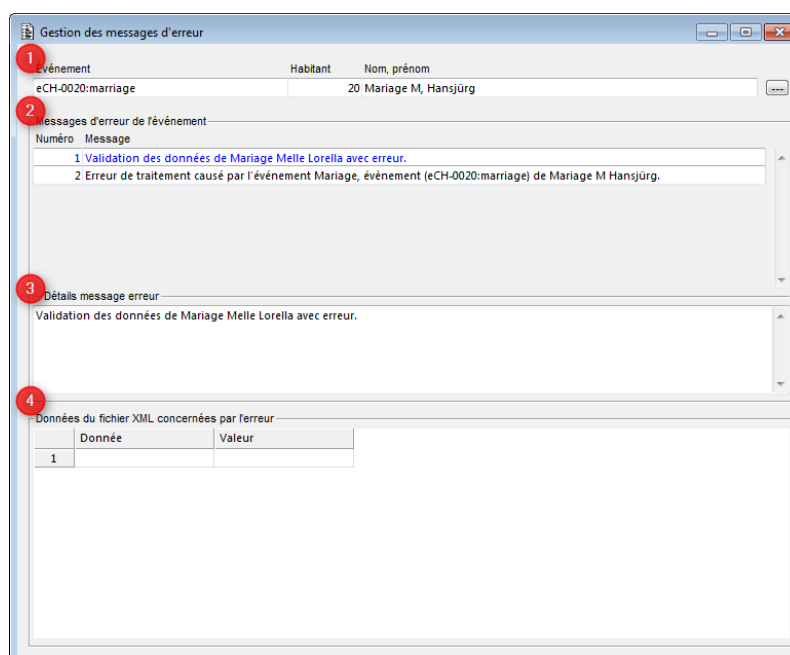 Gestion des messages d'erreur
1
Événement Habitant Nom, prénom
eCH-0020:marriage 20 Mariage M, Hansjürg ...
2
Messages d'erreur de l'événement
Numéro Message
1 Validation des données de Mariage Melle Lorella avec erreur.
2 Erreur de traitement causé par l'événement Mariage, évènement (eCH-0020:marriage) de Mariage M Hansjürg.
3
Détails message erreur
Validation des données de Mariage Melle Lorella avec erreur.
4
Données du fichier XML concernées par l'erreur
Donnée Valeur
1